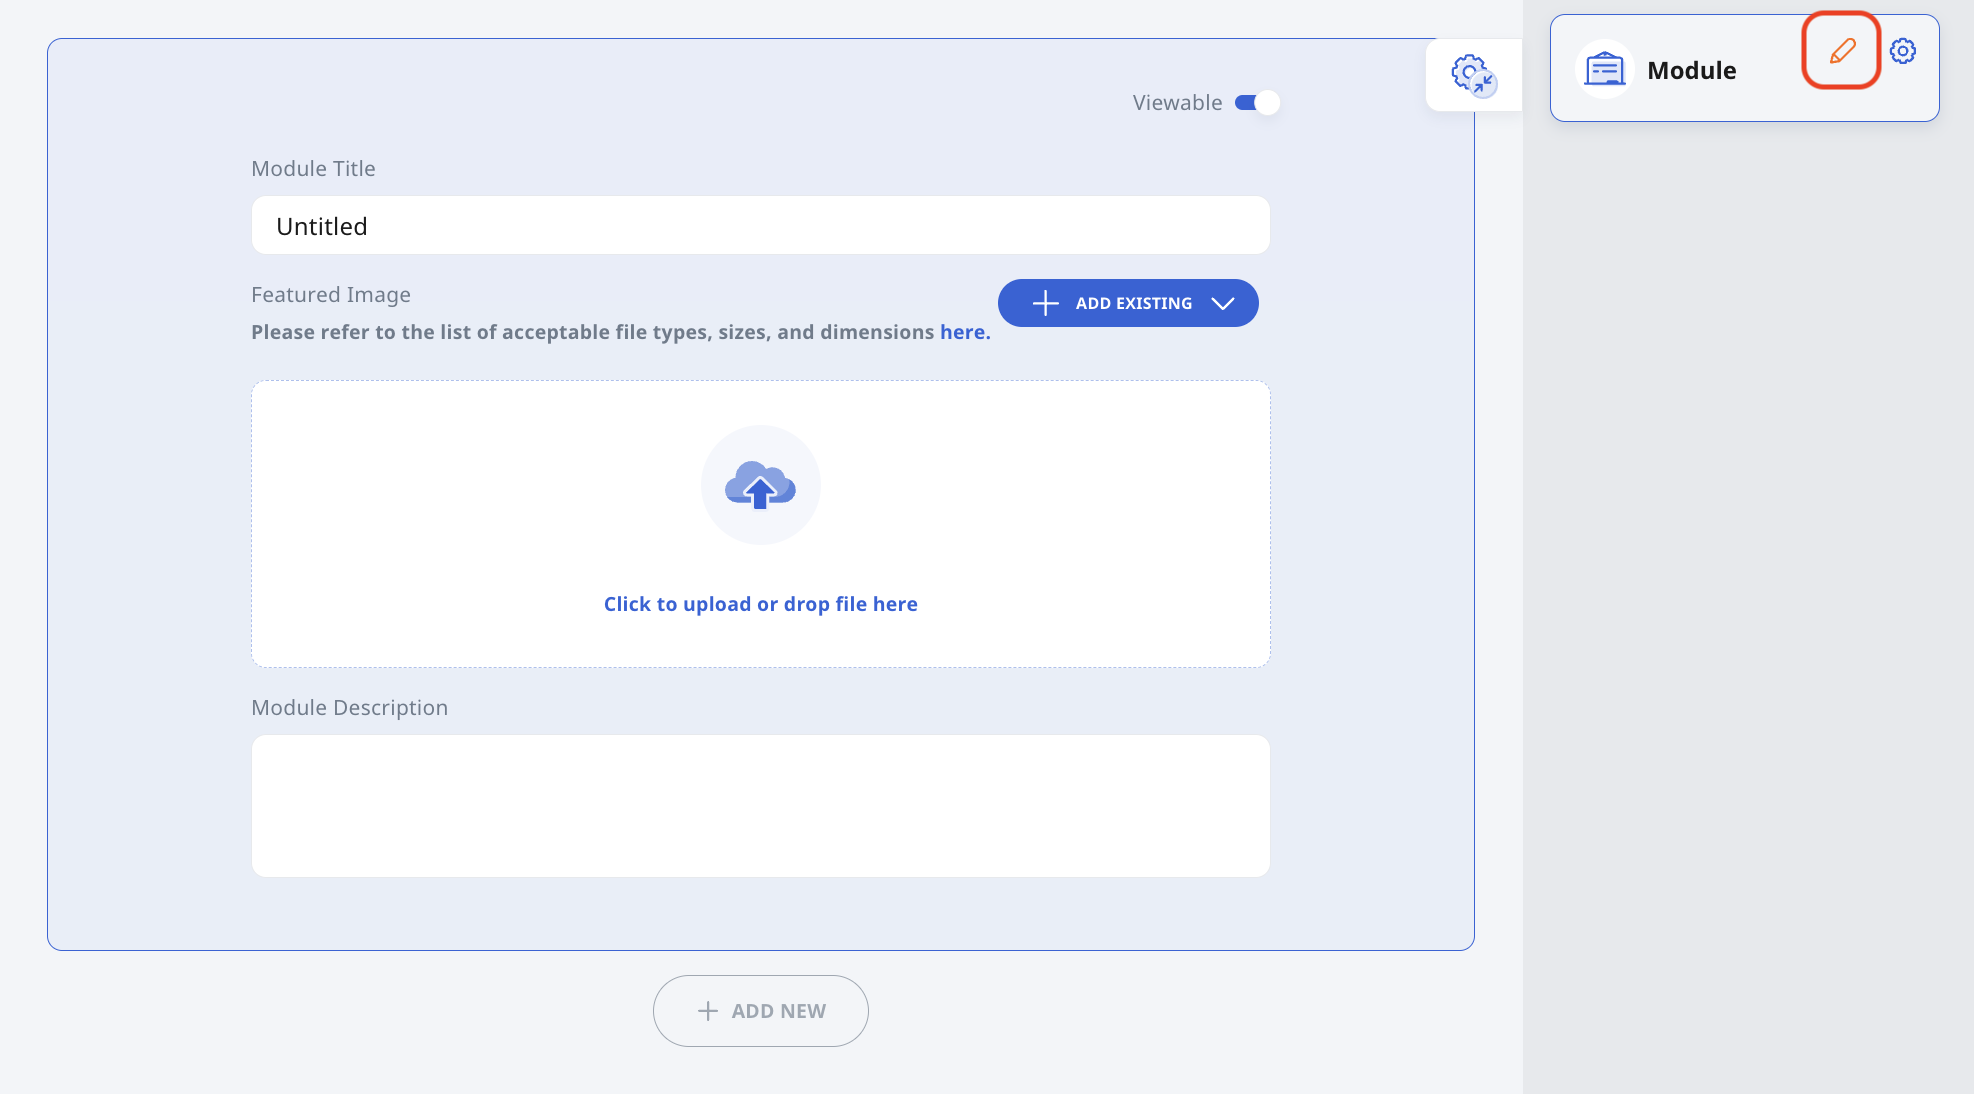 Viewable
Module Title
Untitled
Featured Image
ADD EXISTING
Please refer to the list of acceptable file types, sizes, and dimensions here.
Click to upload or drop file here
Module Description
ADD NEW
Module